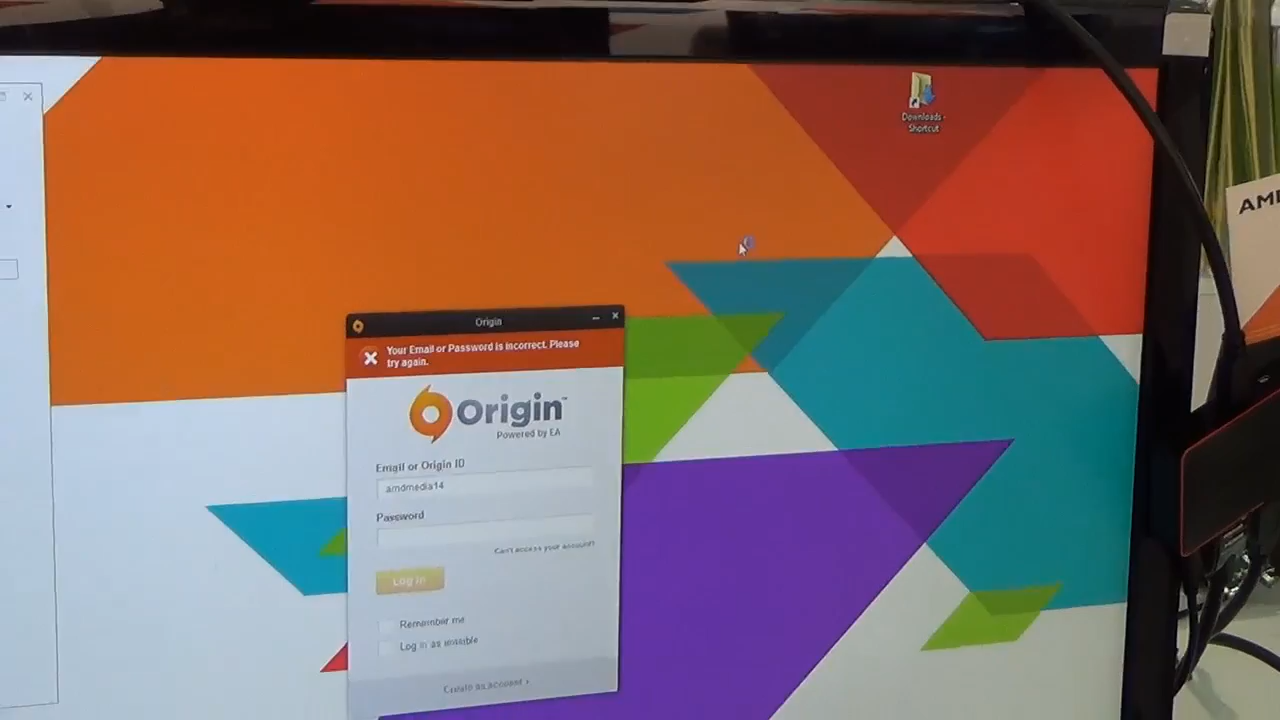 Downloads -
Shortcut
AMD
Origin
Your Email or Password is incorrect. Please
try again.
Origin™
Powered by EA
Email or Origin ID
amdmedia14
Password
Can't access your account?
Log In
Remember me
Log in as invisible
Create an account